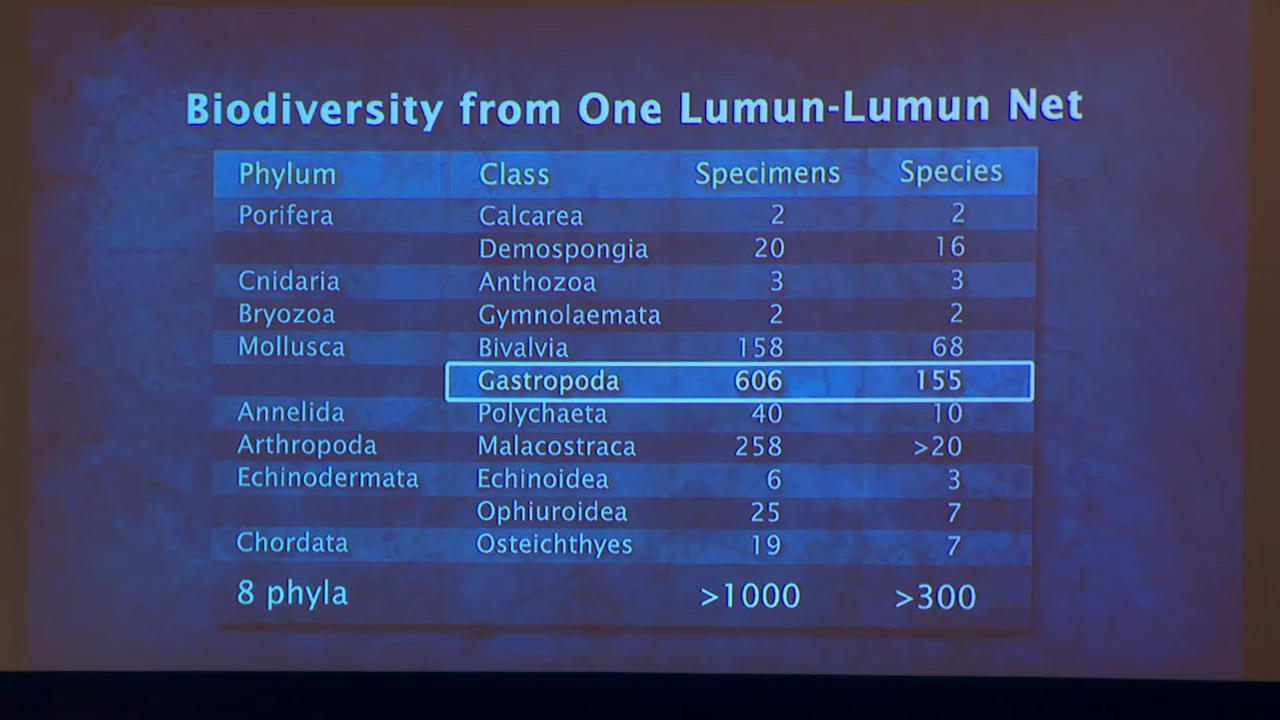 Biodiversity from One Lumun-Lumun Net
Phylum Class Specimens Species
Porifera Calcarea 2 2
Demospongia 20 16
Cnidaria Anthozoa 3 3
Bryozoa Gymnolaemata 2 2
Mollusca Bivalvia 158 68
Gastropoda 606 155
Annelida Polychaeta 40 10
Arthropoda Malacostraca 258 >20
Echinodermata Echinoidea 6 3
Ophiuroidea 25 7
Chordata Osteichthyes 19 7
8 phyla >1000 >300